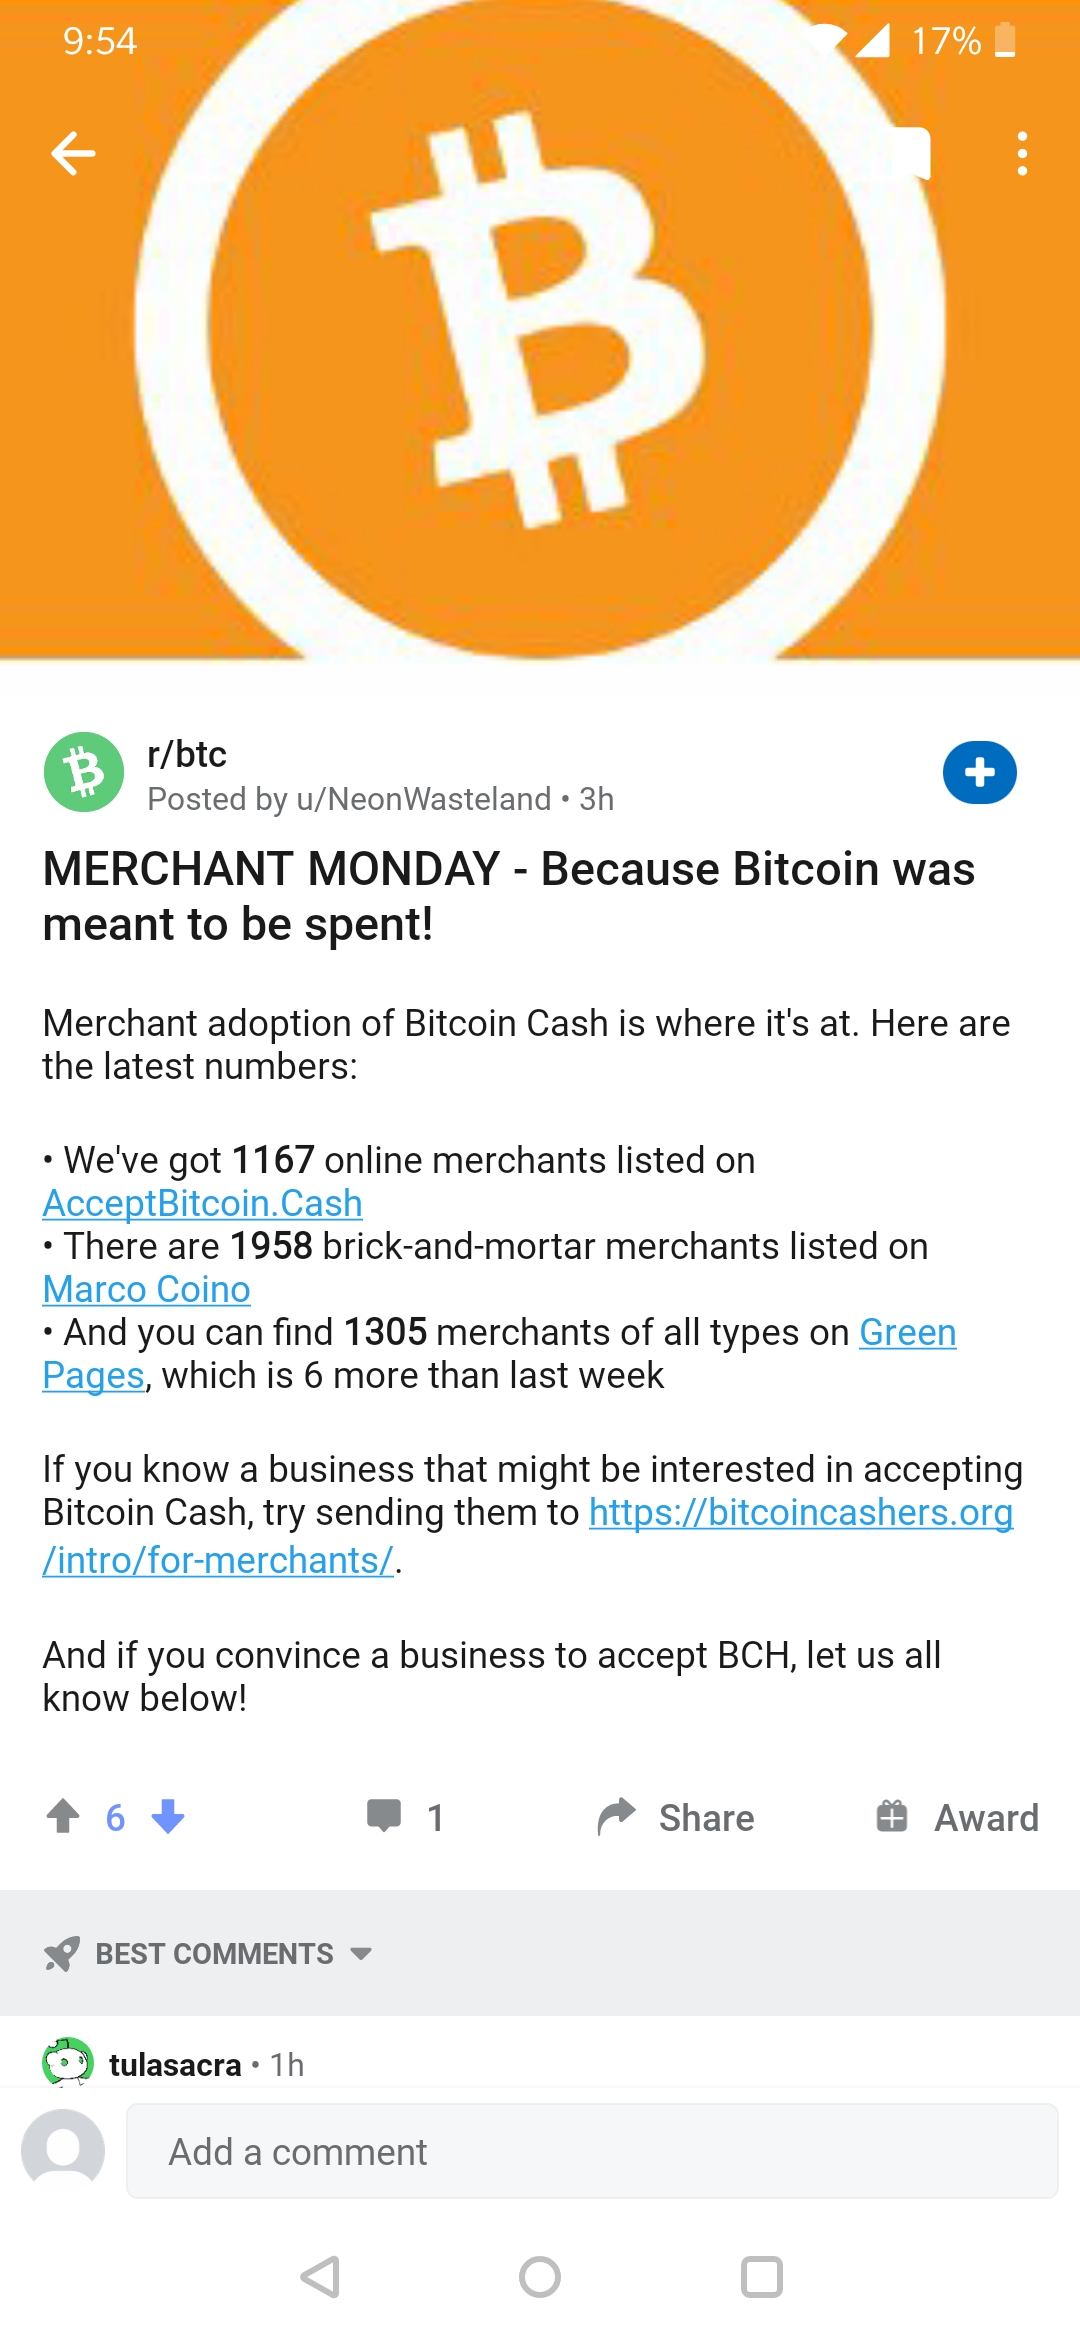 9:54
17%
r/btc
Posted by u/NeonWasteland • 3h
MERCHANT MONDAY - Because Bitcoin was
meant to be spent!
Merchant adoption of Bitcoin Cash is where it's at. Here are
the latest numbers:
• We've got 1167 online merchants listed on
AcceptBitcoin.Cash
• There are 1958 brick-and-mortar merchants listed on
Marco Coino
• And you can find 1305 merchants of all types on Green
Pages, which is 6 more than last week
If you know a business that might be interested in accepting
Bitcoin Cash, try sending them to https://bitcoincashers.org
/intro/for-merchants/.
And if you convince a business to accept BCH, let us all
know below!
6 1 Share Award
BEST COMMENTS
tulasacra • 1h
Add a comment